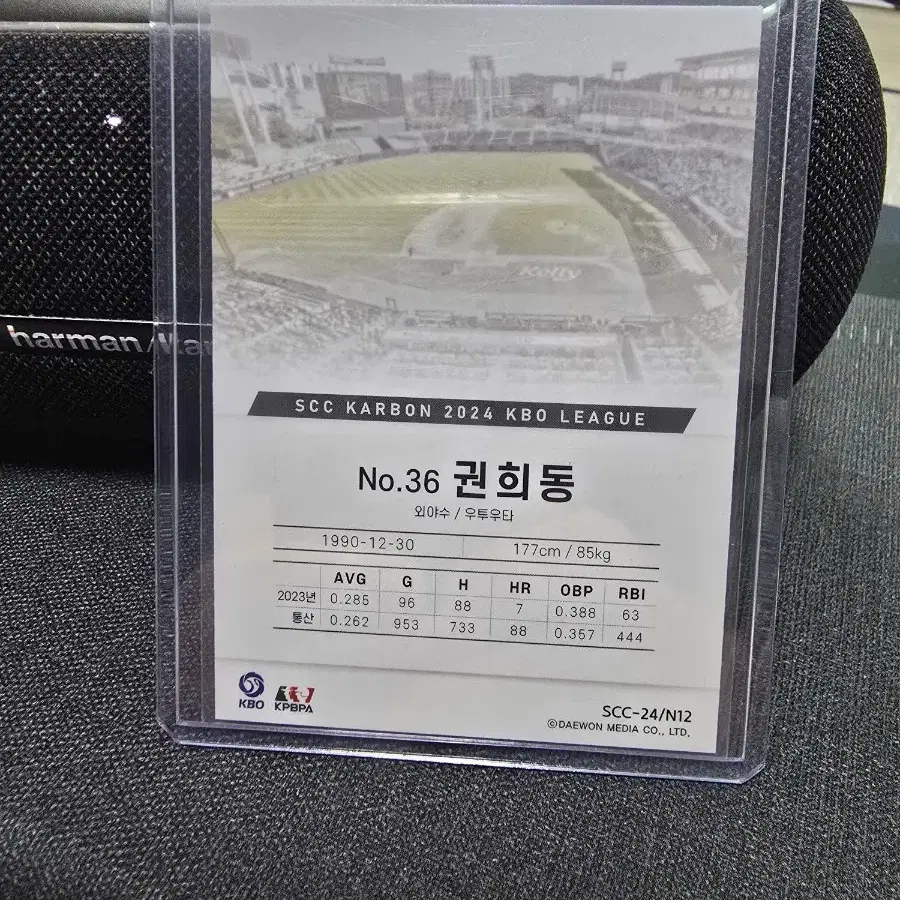 Kelly
harman/kar
SCC KARBON 2024 KBO LEAGUE
No.36 권희동
외야수 / 우투우타
1990-12-30 177cm / 85kg
AVG G H HR OBP RBI
2023년 0.285 96 88 7 0.388 63
통산 0.262 953 733 88 0.357 444
KBO KPBPA
SCC-24/N12
©DAEWON MEDIA CO., LTD.